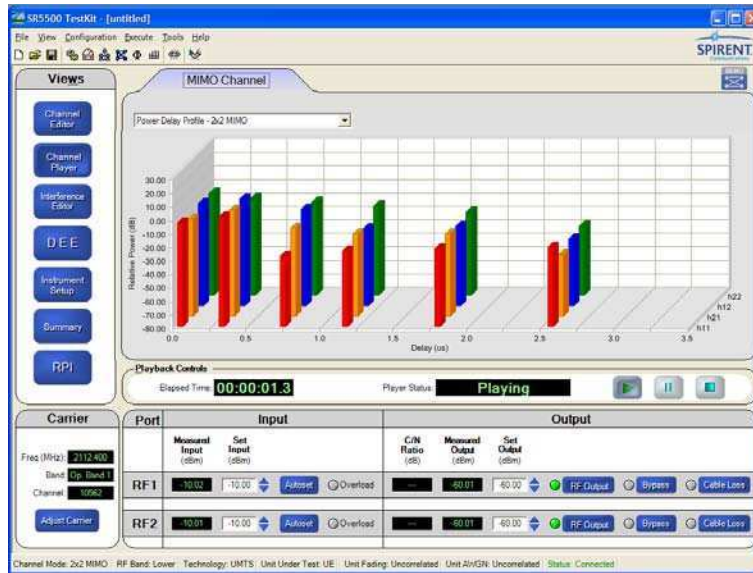 SR5500 TestKit - [untitled]
File View Configuration Execute Tools Help
SPIRENT
Communications
Views
Channel Editor
Channel Player
Interference Editor
DEE
Instrument Setup
Summary
RPI
MIMO Channel
Power Delay Profile - 2x2 MIMO
Relative Power (dB)
30.00
20.00
10.00
0.00
-10.00
-20.00
-30.00
-40.00
-50.00
-60.00
-70.00
-80.00
0.0 0.5 1.0 1.5 2.0 2.5 3.0 3.5
Delay (us)
h22
h12
h21
h11
Playback Controls
Elapsed Time: 00:00:01.3 Player Status: Playing
Carrier
Freq (MHz): 2112.400
Band: Op. Band 1
Channel: 10562
Adjust Carrier
Port Input Output
Measured Input (dBm) Set Input (dBm) C/N Ratio (dB) Measured Output (dBm) Set Output (dBm)
RF1 -10.02 -10.00 Autoset Overload --- -60.01 -60.00 RF Output Bypass Cable Loss
RF2 -10.01 -10.00 Autoset Overload --- -60.01 -60.00 RF Output Bypass Cable Loss
Channel Mode: 2x2 MIMO RF Band: Lower Technology: UMTS Unit Under Test: UE Unit Fading: Uncorrelated Unit AWGN: Uncorrelated Status: Connected